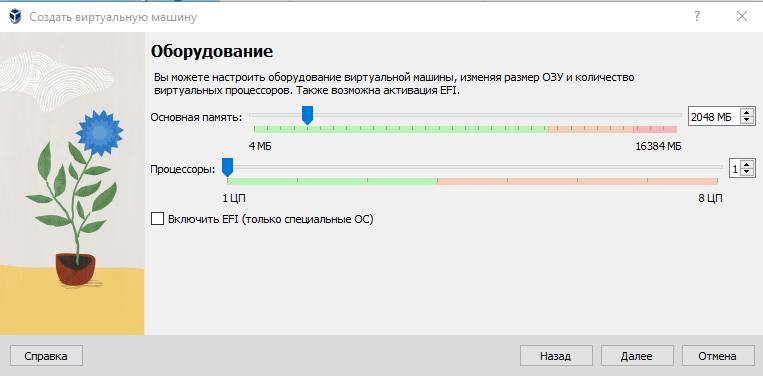 Создать виртуальную машину
Оборудование
Вы можете настроить оборудование виртуальной машины, изменяя размер ОЗУ и количество
виртуальных процессоров. Также возможна активация EFI.
Основная память:
2048 МБ
4 МБ
16384 МБ
Процессоры:
1
1 ЦП
8 ЦП
Включить EFI (только специальные ОС)
Справка
Назад
Далее
Отмена